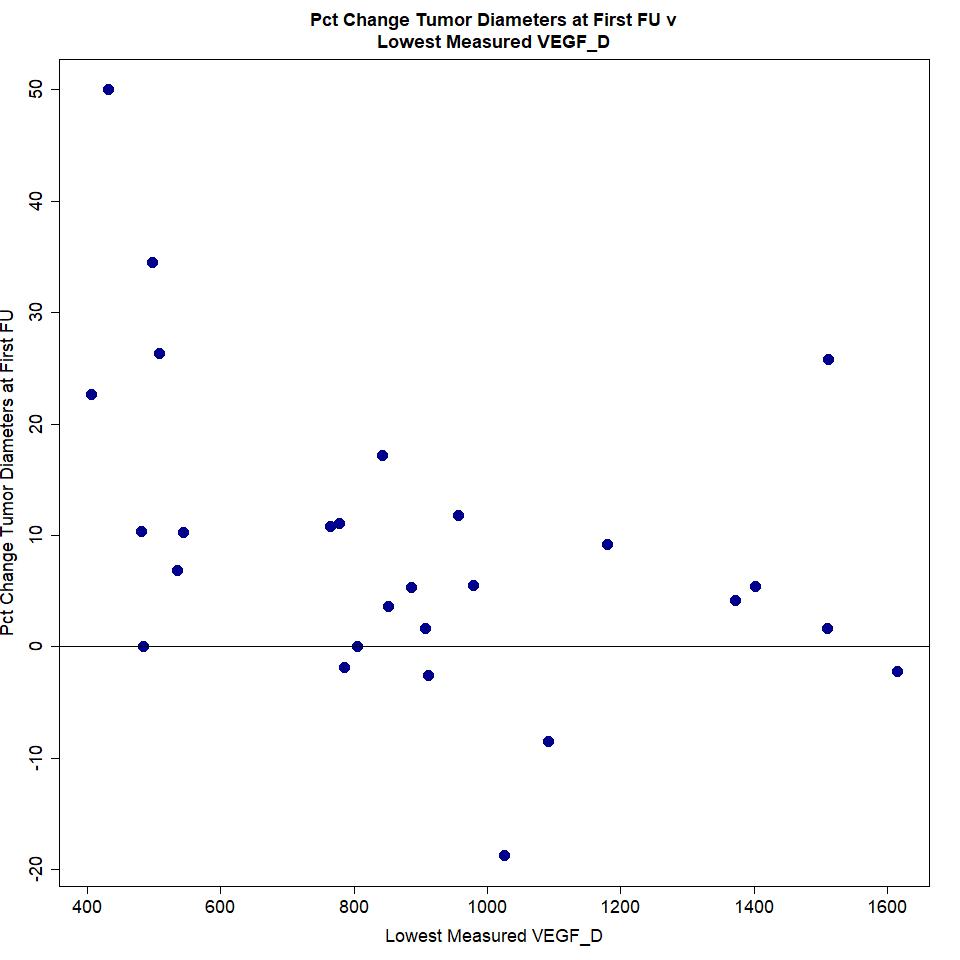 Pct Change Tumor Diameters at First FU v
Lowest Measured VEGF_D
Pct Change Tumor Diameters at First FU
50
40
30
20
10
0
-10
-20
400 600 800 1000 1200 1400 1600
Lowest Measured VEGF_D